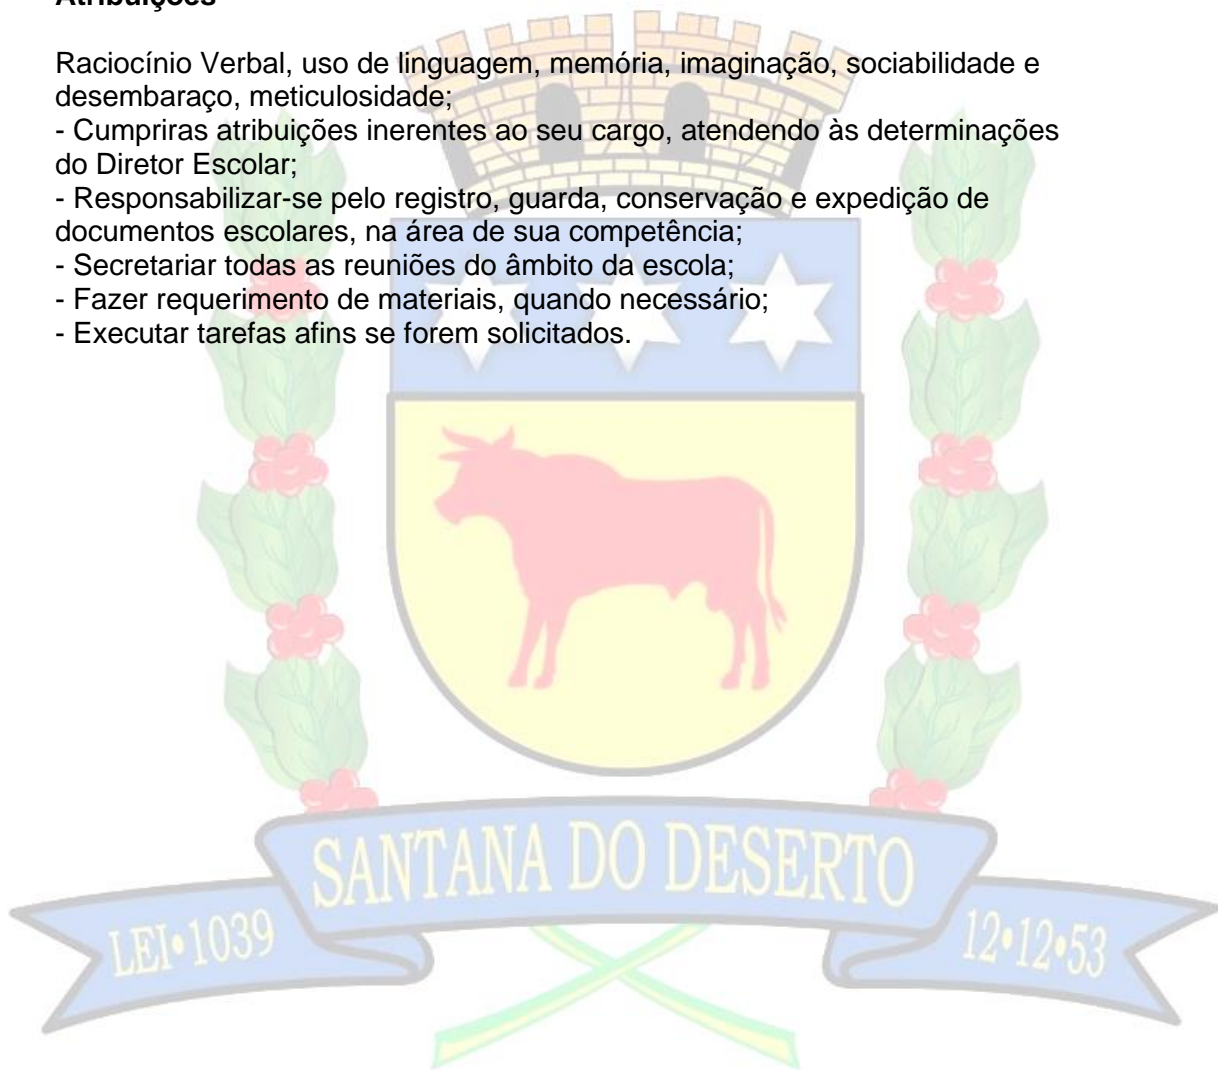 Atribuições
Raciocínio Verbal, uso de linguagem, memória, imaginação, sociabilidade e
desembaraço, meticulosidade;
- Cumpriras atribuições inerentes ao seu cargo, atendendo às determinações
do Diretor Escolar;
- Responsabilizar-se pelo registro, guarda, conservação e expedição de
documentos escolares, na área de sua competência;
- Secretariar todas as reuniões do âmbito da escola;
- Fazer requerimento de materiais, quando necessário;
- Executar tarefas afins se forem solicitados.
SANTANA DO DESERTO
LEI•1039
12•12•53